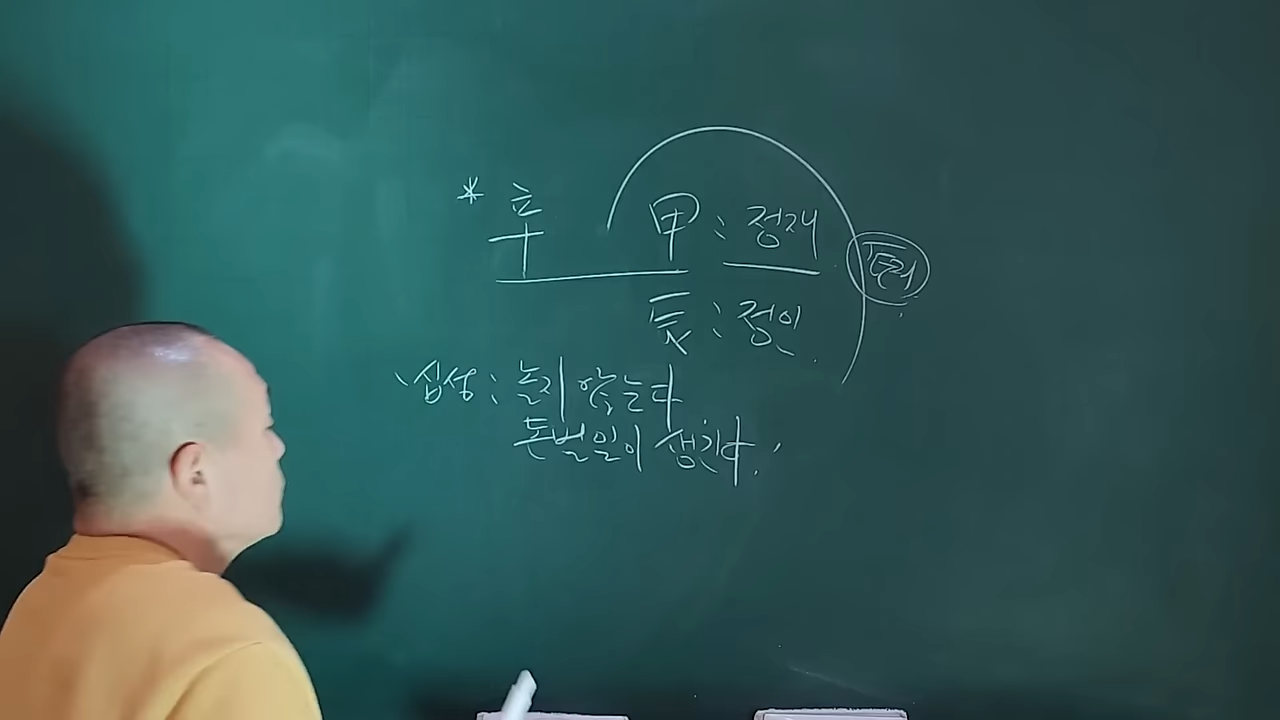 * 辛 甲 : 정재
辰 : 정인
십성 : 놀지 않는다
돈벌일이 생긴다.